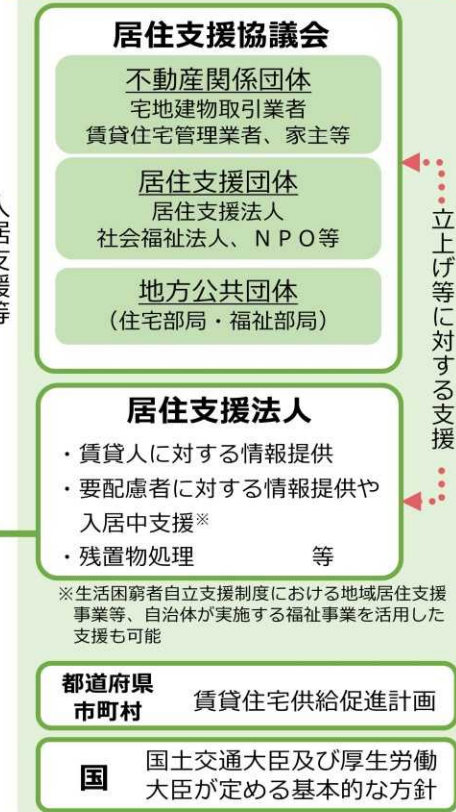 居住支援協議会
不動産関係団体
宅地建物取引業者
賃貸住宅管理業者、家主等
居住支援団体
居住支援法人
社会福祉法人、ＮＰＯ等
地方公共団体
（住宅部局・福祉部局）
立上げ等に対する支援
入居支援等
居住支援法人
・賃貸人に対する情報提供
・要配慮者に対する情報提供や
入居中支援※
・残置物処理　　　　等
※生活困窮者自立支援制度における地域居住支援
事業等、自治体が実施する福祉事業を活用した
支援も可能
都道府県
市町村
賃貸住宅供給促進計画
国
国土交通大臣及び厚生労働
大臣が定める基本的な方針